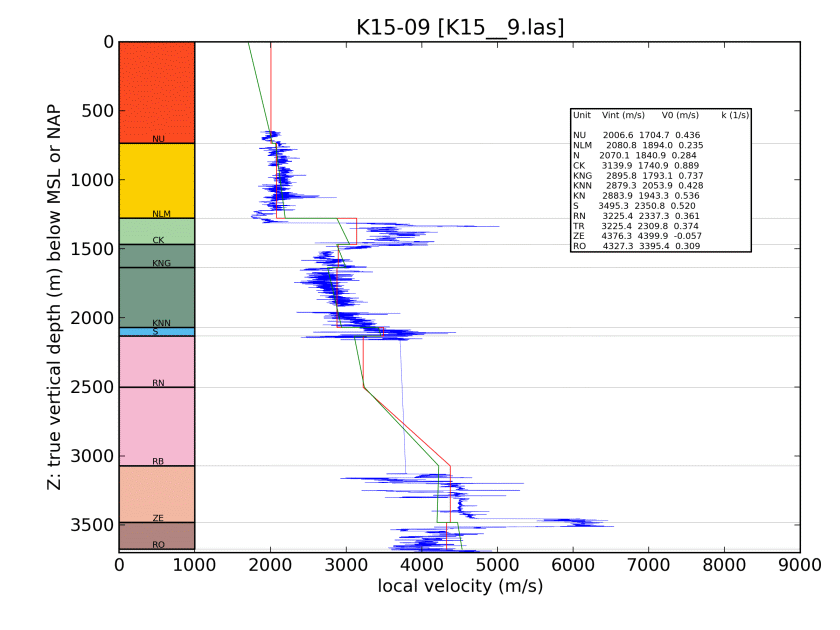 K15-09 [K15__9.las]
Z: true vertical depth (m) below MSL or NAP
0
500
1000
1500
2000
2500
3000
3500
NU
NLM
CK
KNG
KNN
S
RN
RB
ZE
RO
Unit Vint (m/s) V0 (m/s) k (1/s)
NU 2006.6 1704.7 0.436
NLM 2080.8 1894.0 0.235
N 2070.1 1840.9 0.284
CK 3139.9 1740.9 0.889
KNG 2895.8 1793.1 0.737
KNN 2879.3 2053.9 0.428
KN 2883.9 1943.3 0.536
S 3495.3 2350.8 0.520
RN 3225.4 2337.3 0.361
TR 3225.4 2309.8 0.374
ZE 4376.3 4399.9 -0.057
RO 4327.3 3395.4 0.309
0 1000 2000 3000 4000 5000 6000 7000 8000 9000
local velocity (m/s)